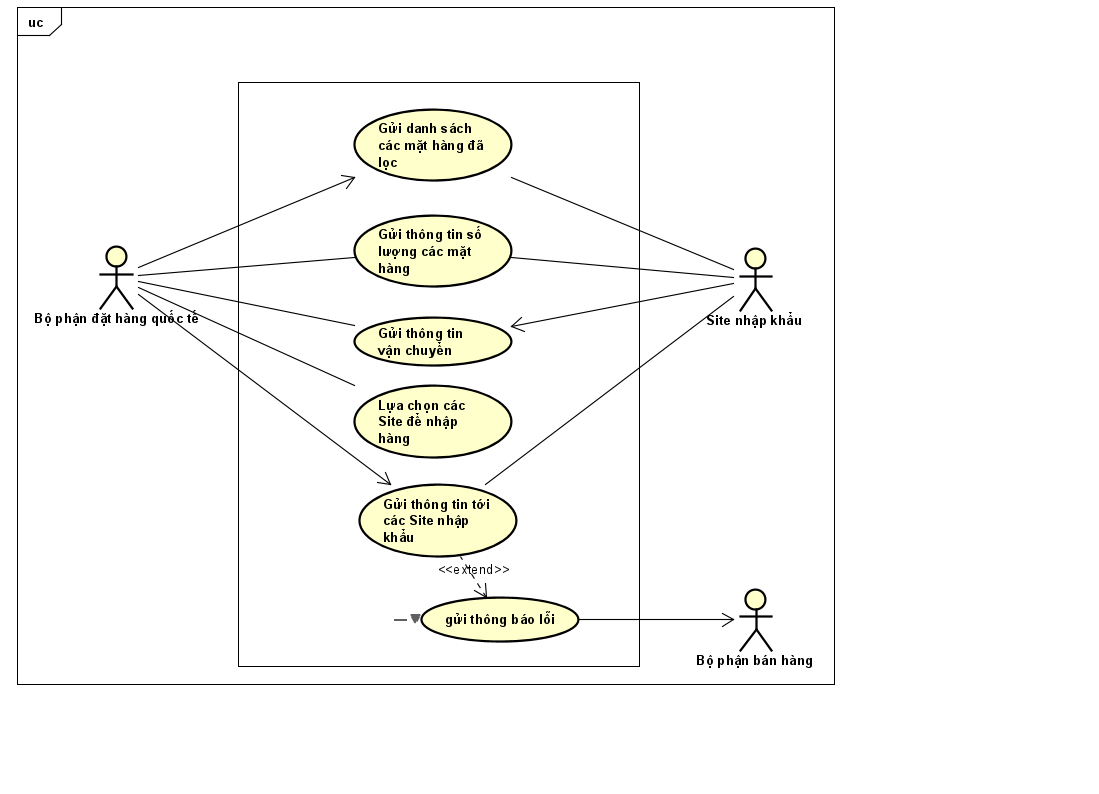 uc
Gửi danh sách
các mặt hàng đã
lọc
Gửi thông tin số
lượng các mặt
hàng
Bộ phận đặt hàng quốc tế
Site nhập khẩu
Gửi thông tin
vận chuyển
Lựa chọn các
Site để nhập
hàng
Gửi thông tin tới
các Site nhập
khẩu
<<extend>>
gửi thông báo lỗi
Bộ phận bán hàng